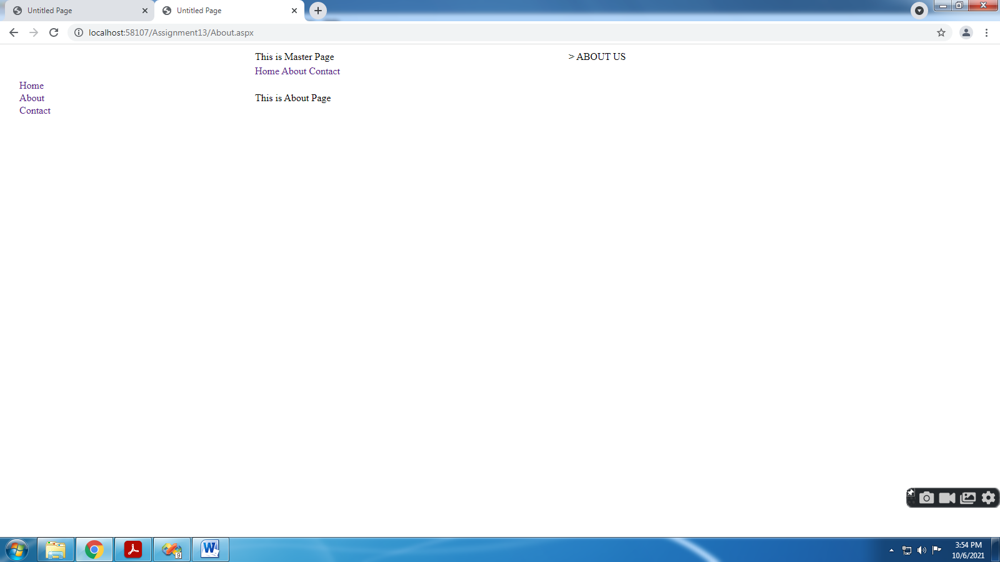 Untitled Page
Untitled Page
localhost:58107/Assignment13/About.aspx
This is Master Page
> ABOUT US
Home About Contact
Home
About
Contact
This is About Page
9
W
3:54 PM
10/6/2021